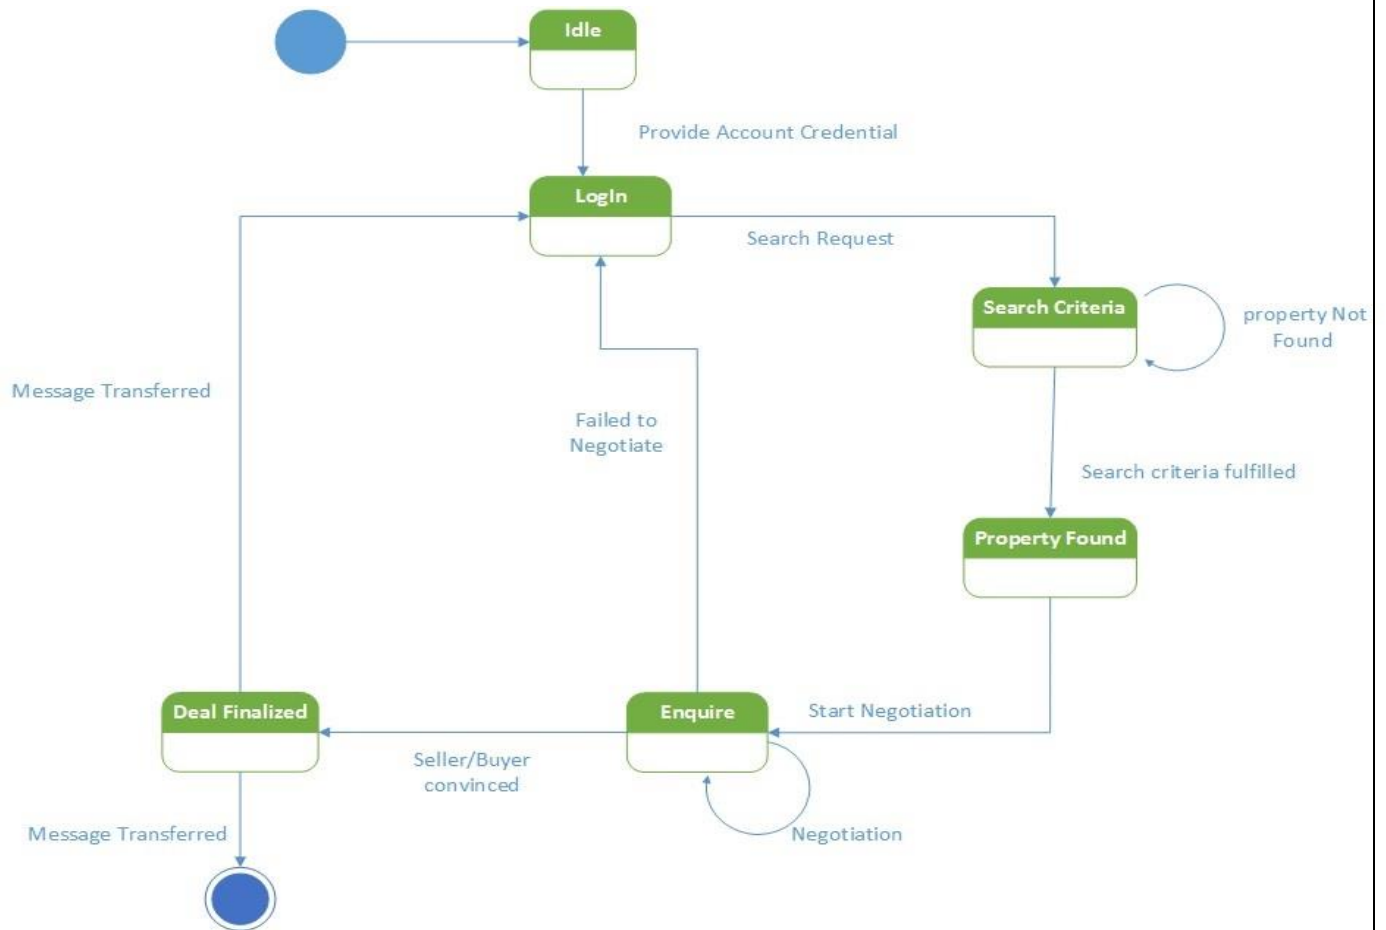 Idle
Provide Account Credential
LogIn
Search Request
Search Criteria
property Not
Found
Message Transferred
Failed to
Negotiate
Search criteria fulfilled
Property Found
Deal Finalized
Enquire
Start Negotiation
Seller/Buyer
convinced
Message Transferred
Negotiation